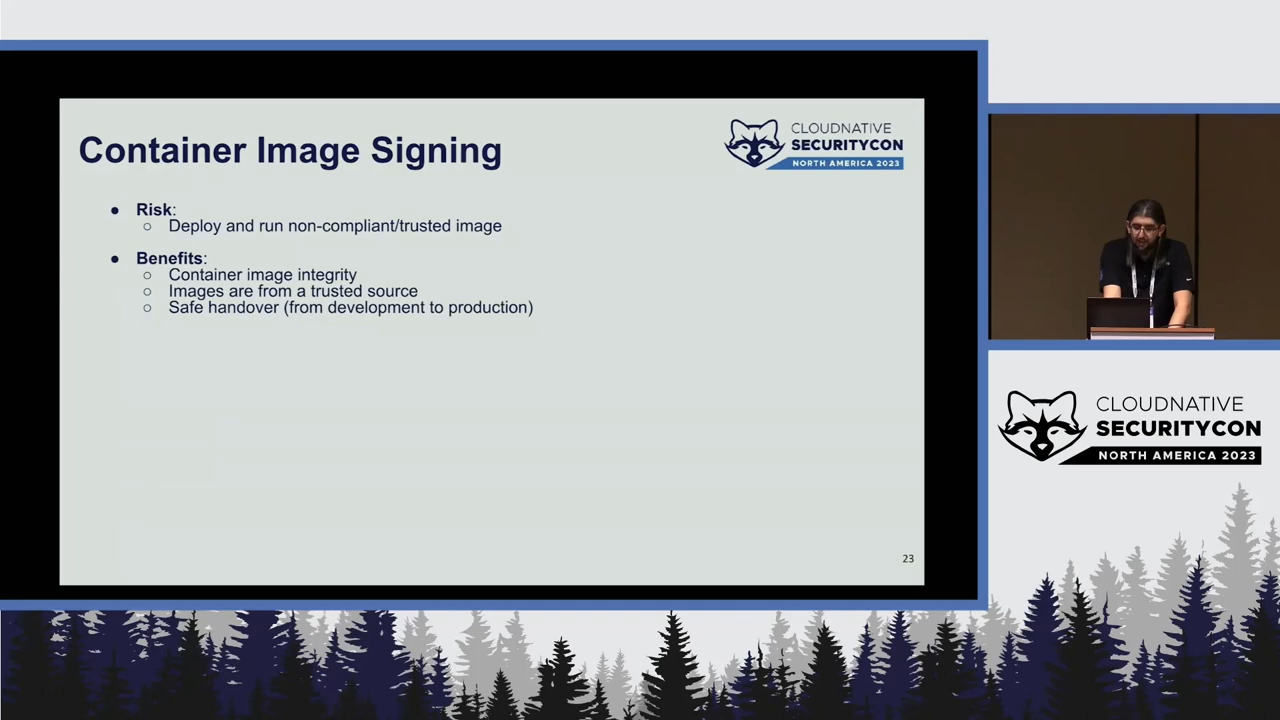 Container Image Signing
CLOUDNATIVE
SECURITYCON
NORTH AMERICA 2023
● Risk:
○ Deploy and run non-compliant/trusted image
● Benefits:
○ Container image integrity
○ Images are from a trusted source
○ Safe handover (from development to production)
23
CLOUDNATIVE
SECURITYCON
NORTH AMERICA 2023